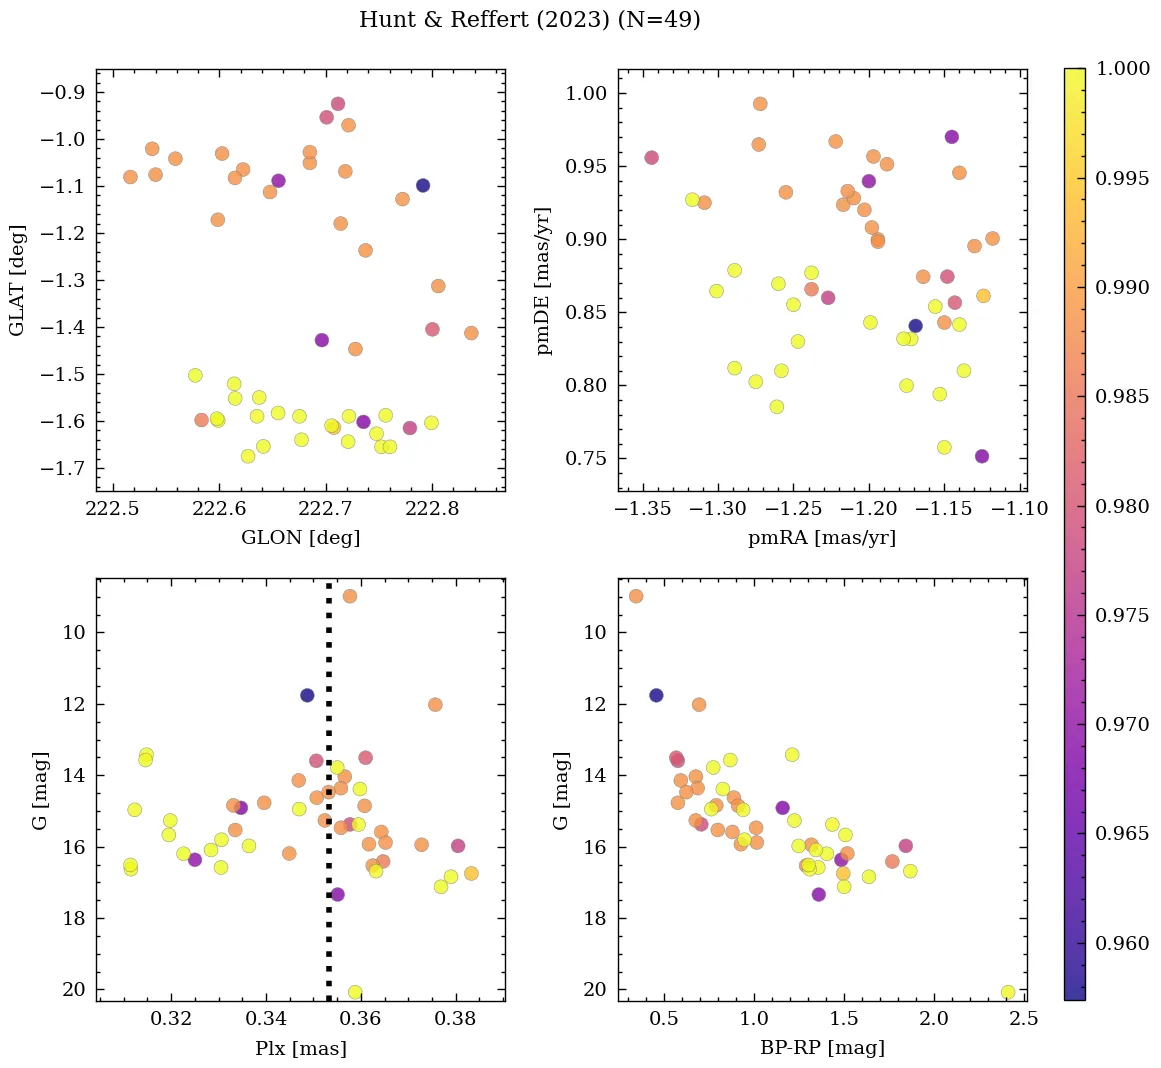 Hunt & Reffert (2023) (N=49)
−0.9
−1.0
−1.1
−1.2
−1.3
−1.4
−1.5
−1.6
−1.7
GLAT [deg]
222.5 222.6 222.7 222.8
GLON [deg]
1.00
0.95
0.90
0.85
0.80
0.75
pmDE [mas/yr]
−1.35 −1.30 −1.25 −1.20 −1.15 −1.10
pmRA [mas/yr]
10
12
14
16
18
20
G [mag]
0.32 0.34 0.36 0.38
Plx [mas]
10
12
14
16
18
20
G [mag]
0.5 1.0 1.5 2.0 2.5
BP-RP [mag]
1.000
0.995
0.990
0.985
0.980
0.975
0.970
0.965
0.960